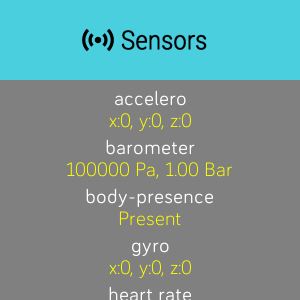 Sensors
accelero
x:0, y:0, z:0
barometer
100000 Pa, 1.00 Bar
body-presence
Present
gyro
x:0, y:0, z:0
heart rate